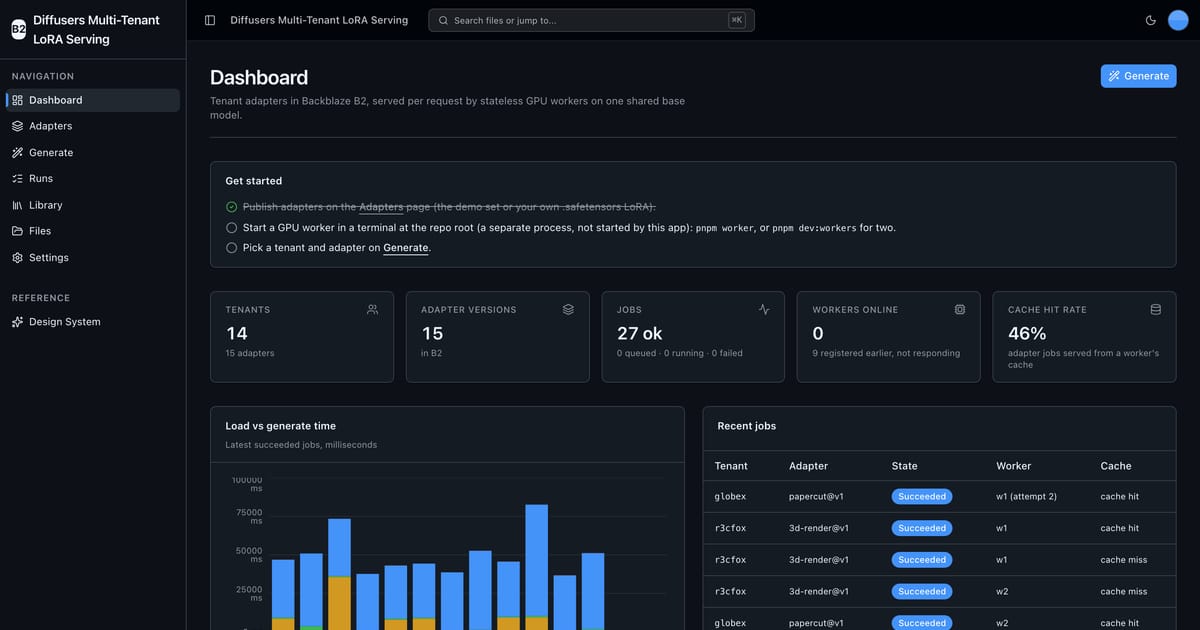 B2
Diffusers Multi-Tenant
LoRA Serving
NAVIGATION
Dashboard
Adapters
Generate
Runs
Library
Files
Settings
REFERENCE
Design System
Diffusers Multi-Tenant LoRA Serving
Search files or jump to...
⌘K
Dashboard
Tenant adapters in Backblaze B2, served per request by stateless GPU workers on one shared base
model.
Generate
Get started
Publish adapters on the Adapters page (the demo set or your own .safetensors LoRA).
Start a GPU worker in a terminal at the repo root (a separate process, not started by this app): pnpm worker, or pnpm dev:workers for two.
Pick a tenant and adapter on Generate.
TENANTS
14
15 adapters
ADAPTER VERSIONS
15
in B2
JOBS
27 ok
0 queued · 0 running · 0 failed
WORKERS ONLINE
0
9 registered earlier, not responding
CACHE HIT RATE
46%
adapter jobs served from a worker's
cache
Load vs generate time
Latest succeeded jobs, milliseconds
100000
ms
75000
ms
50000
ms
25000
ms
Recent jobs
Tenant Adapter State Worker Cache
globex papercut@v1 Succeeded w1 (attempt 2) cache hit
r3cfox 3d-render@v1 Succeeded w1 cache hit
r3cfox 3d-render@v1 Succeeded w1 cache miss
r3cfox 3d-render@v1 Succeeded w2 cache miss
globex papercut@v1 Succeeded w2 cache hit